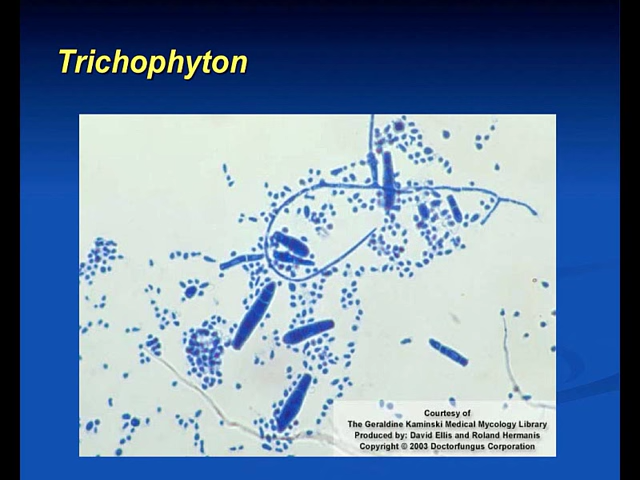 Trichophyton
Courtesy of
The Geraldine Kaminski Medical Mycology Library
Produced by: David Ellis and Roland Hermanis
Copyright © 2003 Doctorfungus Corporation